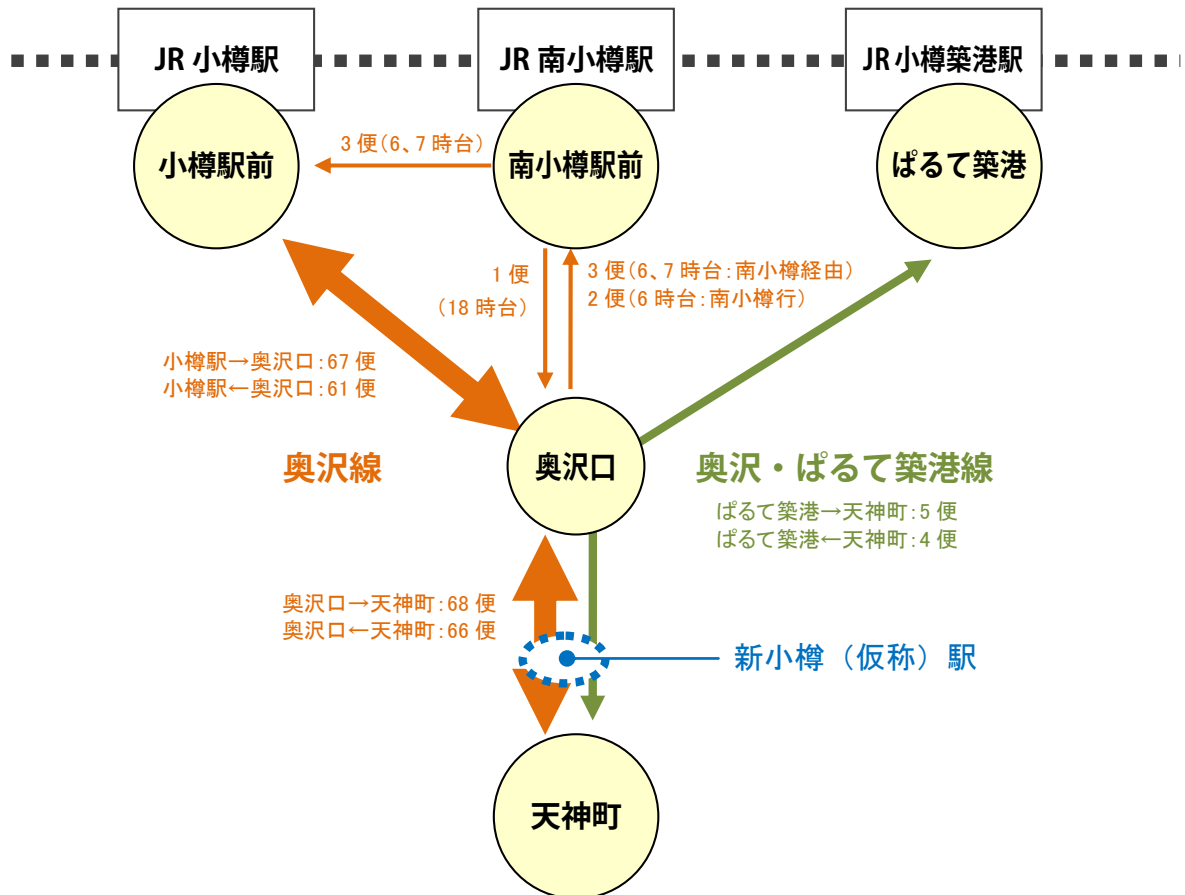 JR 小樽駅
JR 南小樽駅
JR 小樽築港駅
小樽駅前
3 便(6、7 時台)
南小樽駅前
ぱるて築港
1 便
(18 時台)
3 便(6、7 時台:南小樽経由)
2 便(6 時台:南小樽行)
小樽駅→奥沢口:67 便
小樽駅←奥沢口:61 便
奥沢線
奥沢口
奥沢・ぱるて築港線
ぱるて築港→天神町:5 便
ぱるて築港←天神町:4 便
奥沢口→天神町:68 便
奥沢口←天神町:66 便
新小樽（仮称）駅
天神町